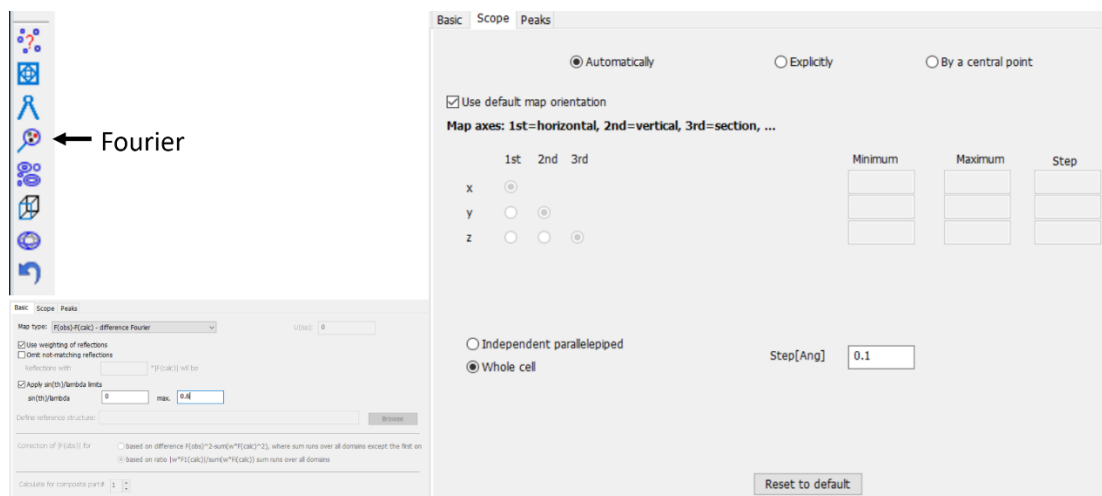 ?
Fourier
Basic Scope Peaks
Map type: F(obs)-F(calc) - difference Fourier U(iso): 0
Use weighting of reflections
Omit not-matching reflections
Reflections with *|F(calc)| will be
Apply sin(th)/lambda limits
sin(th)/lambda 0 max. 0.6
Define reference structure: Browse
Correction of |F(obs)| for based on difference F(obs)^2-sum(w*F(calc)^2), where sum runs over all domains except the first on
based on ratio |w*F1(calc)|/sum(w*F(calc)) sum runs over all domains
Calculate for composite part# 1
Basic Scope Peaks
Automatically Explicitly By a central point
Use default map orientation
Map axes: 1st=horizontal, 2nd=vertical, 3rd=section, ...
1st 2nd 3rd Minimum Maximum Step
x
y
z
Independent parallelepiped
Whole cell
Step[Ang] 0.1
Reset to default